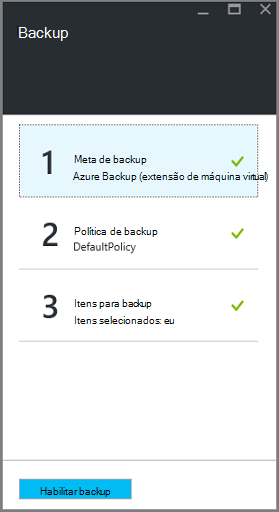 Backup
1
Meta de backup
Azure Backup (extensão de máquina virtual)
2
Política de backup
DefaultPolicy
3
Itens para backup
Itens selecionados: eu
Habilitar backup